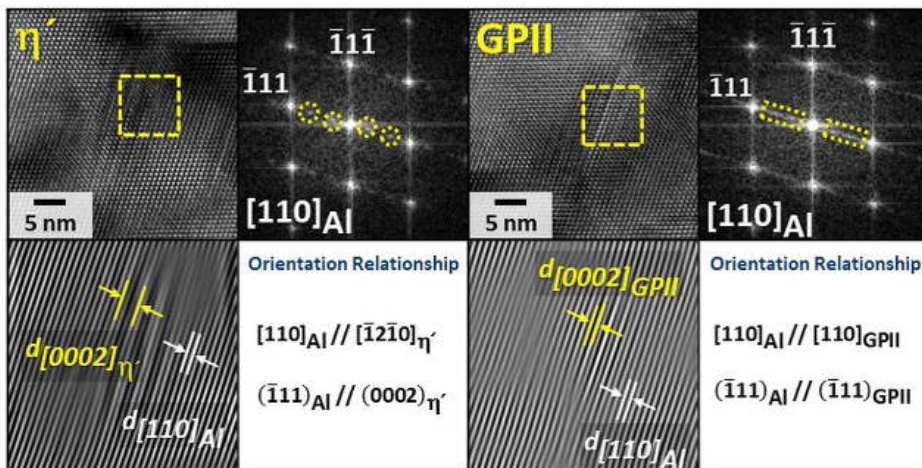 η′
1̅11
1̅11̅
[110]Al
5 nm
GPII
1̅11
1̅11̅
[110]Al
5 nm
d[0002]η′
d[110]Al
Orientation Relationship
[110]Al // [1̅21̅0]η′
(1̅11)Al // (0002)η′
d[0002]GPII
d[110]Al
Orientation Relationship
[110]Al // [110]GPII
(1̅11)Al // (1̅11)GPII